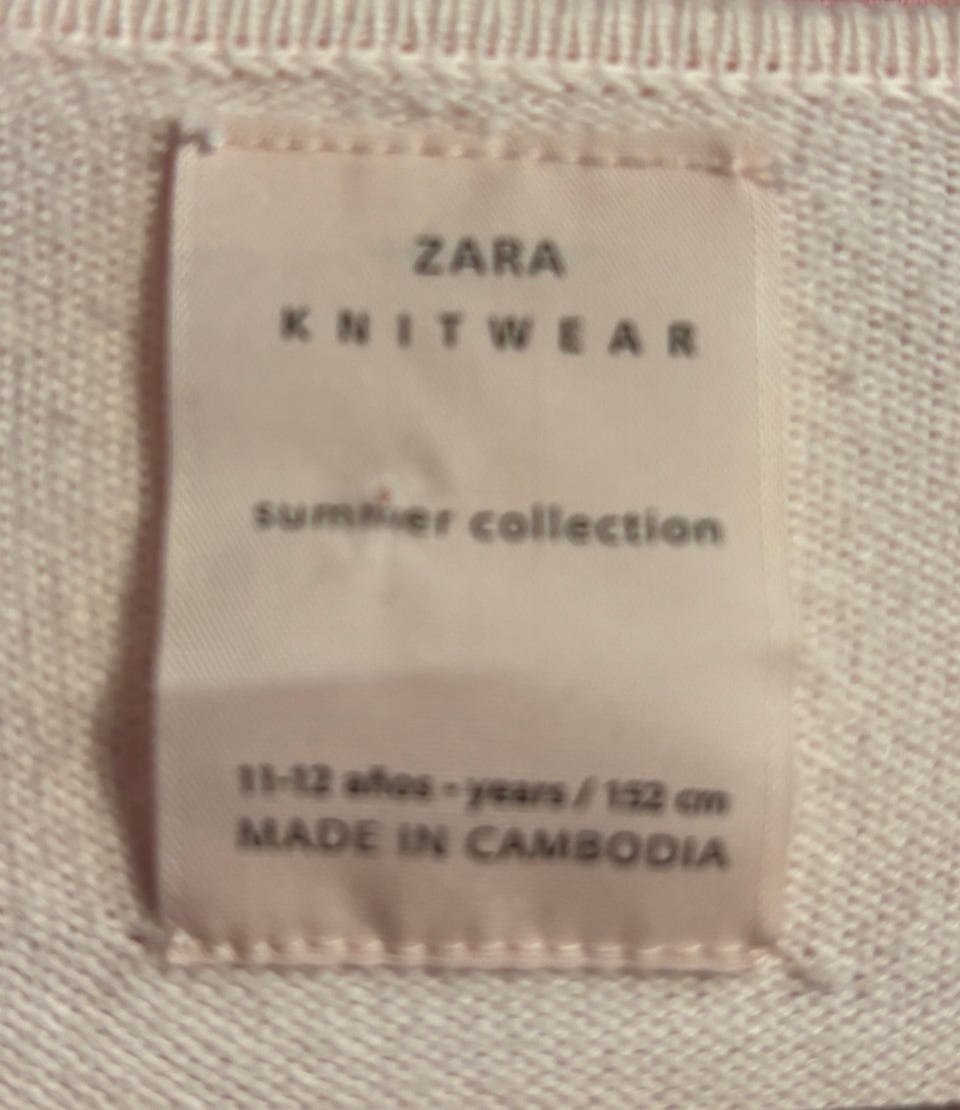 ZARA
KNITWEAR
summer collection
11-12 años - years / 152 cm
MADE IN CAMBODIA